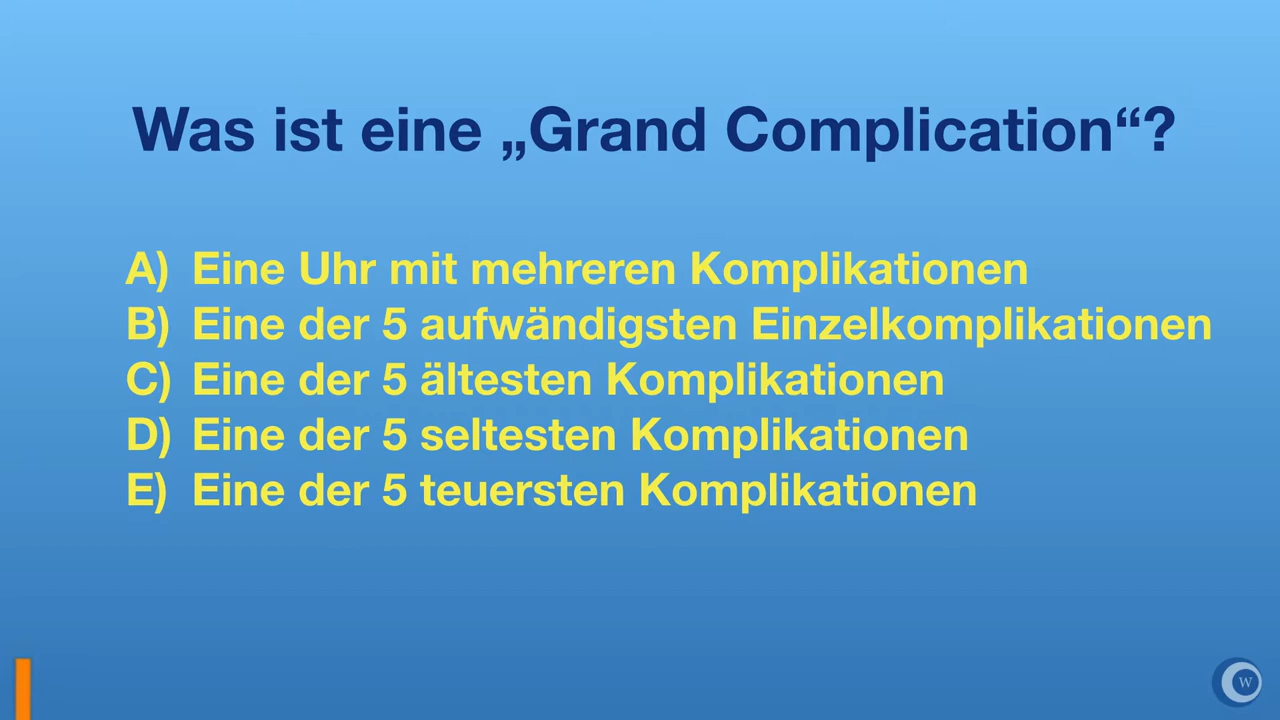 Was ist eine „Grand Complication“?
A) Eine Uhr mit mehreren Komplikationen
B) Eine der 5 aufwändigsten Einzelkomplikationen
C) Eine der 5 ältesten Komplikationen
D) Eine der 5 seltesten Komplikationen
E) Eine der 5 teuersten Komplikationen
W